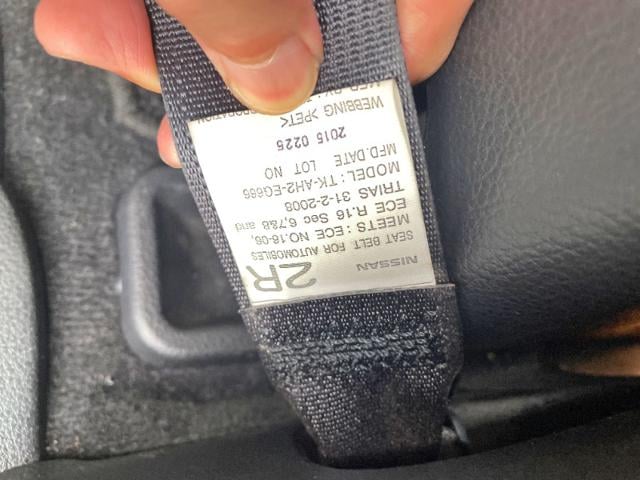 NISSAN
2R
SEAT BELT FOR AUTOMOBILES
MEETS : ECE NO.16-06,
ECE R.16 Sec 6,7&8 and
TRIAS 31-2-2008
MODEL : TK-AH2-EG666
MFD.DATE LOT NO
2015 0225
WEBBING >PET<